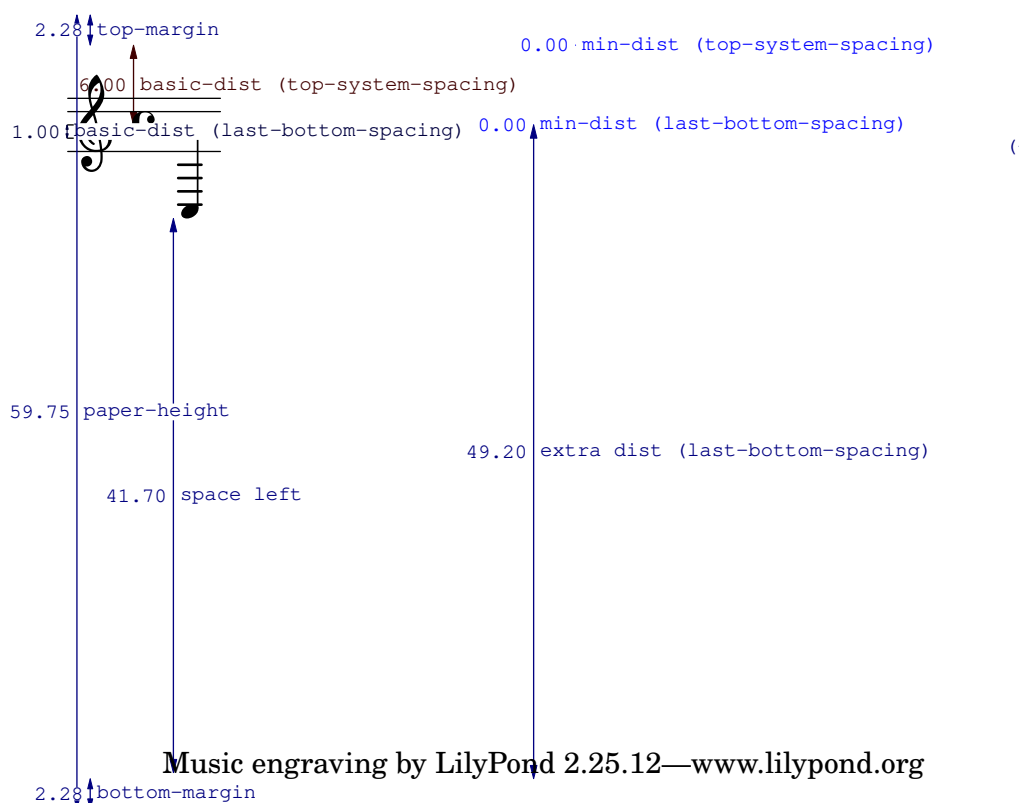 2.28 top-margin
0.00 min-dist (top-system-spacing)
6.00 basic-dist (top-system-spacing)
1.00 basic-dist (last-bottom-spacing)
0.00 min-dist (last-bottom-spacing)
(
59.75 paper-height
49.20 extra dist (last-bottom-spacing)
41.70 space left
Music engraving by LilyPond 2.25.12—www.lilypond.org
2.28 bottom-margin